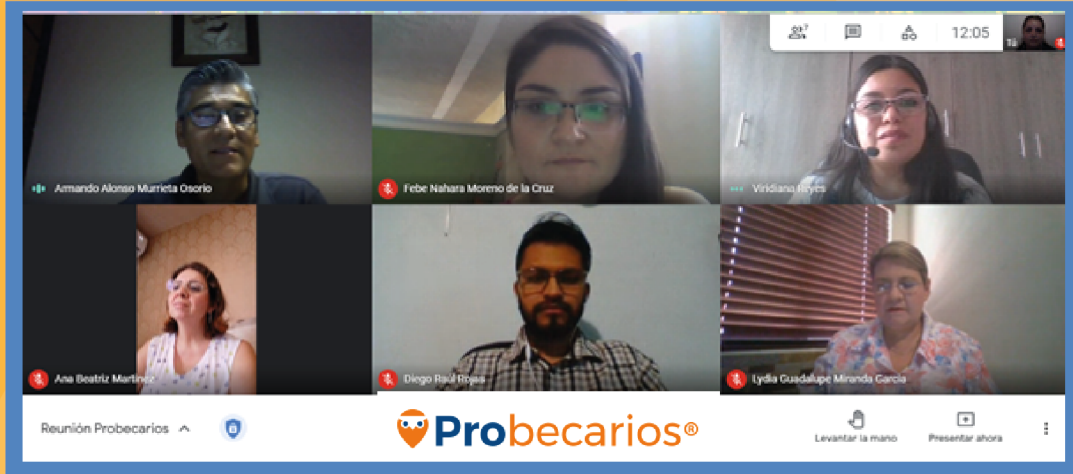 7
12:05
Tú
Armando Alonso Murrieta Osorio
Febe Nahara Moreno de la Cruz
Viridiana Reyes
Ana Beatriz Martínez
Diego Raúl Rojas
Lydia Guadalupe Miranda García
Reunión Probecarios
Probecarios®
Levantar la mano
Presentar ahora